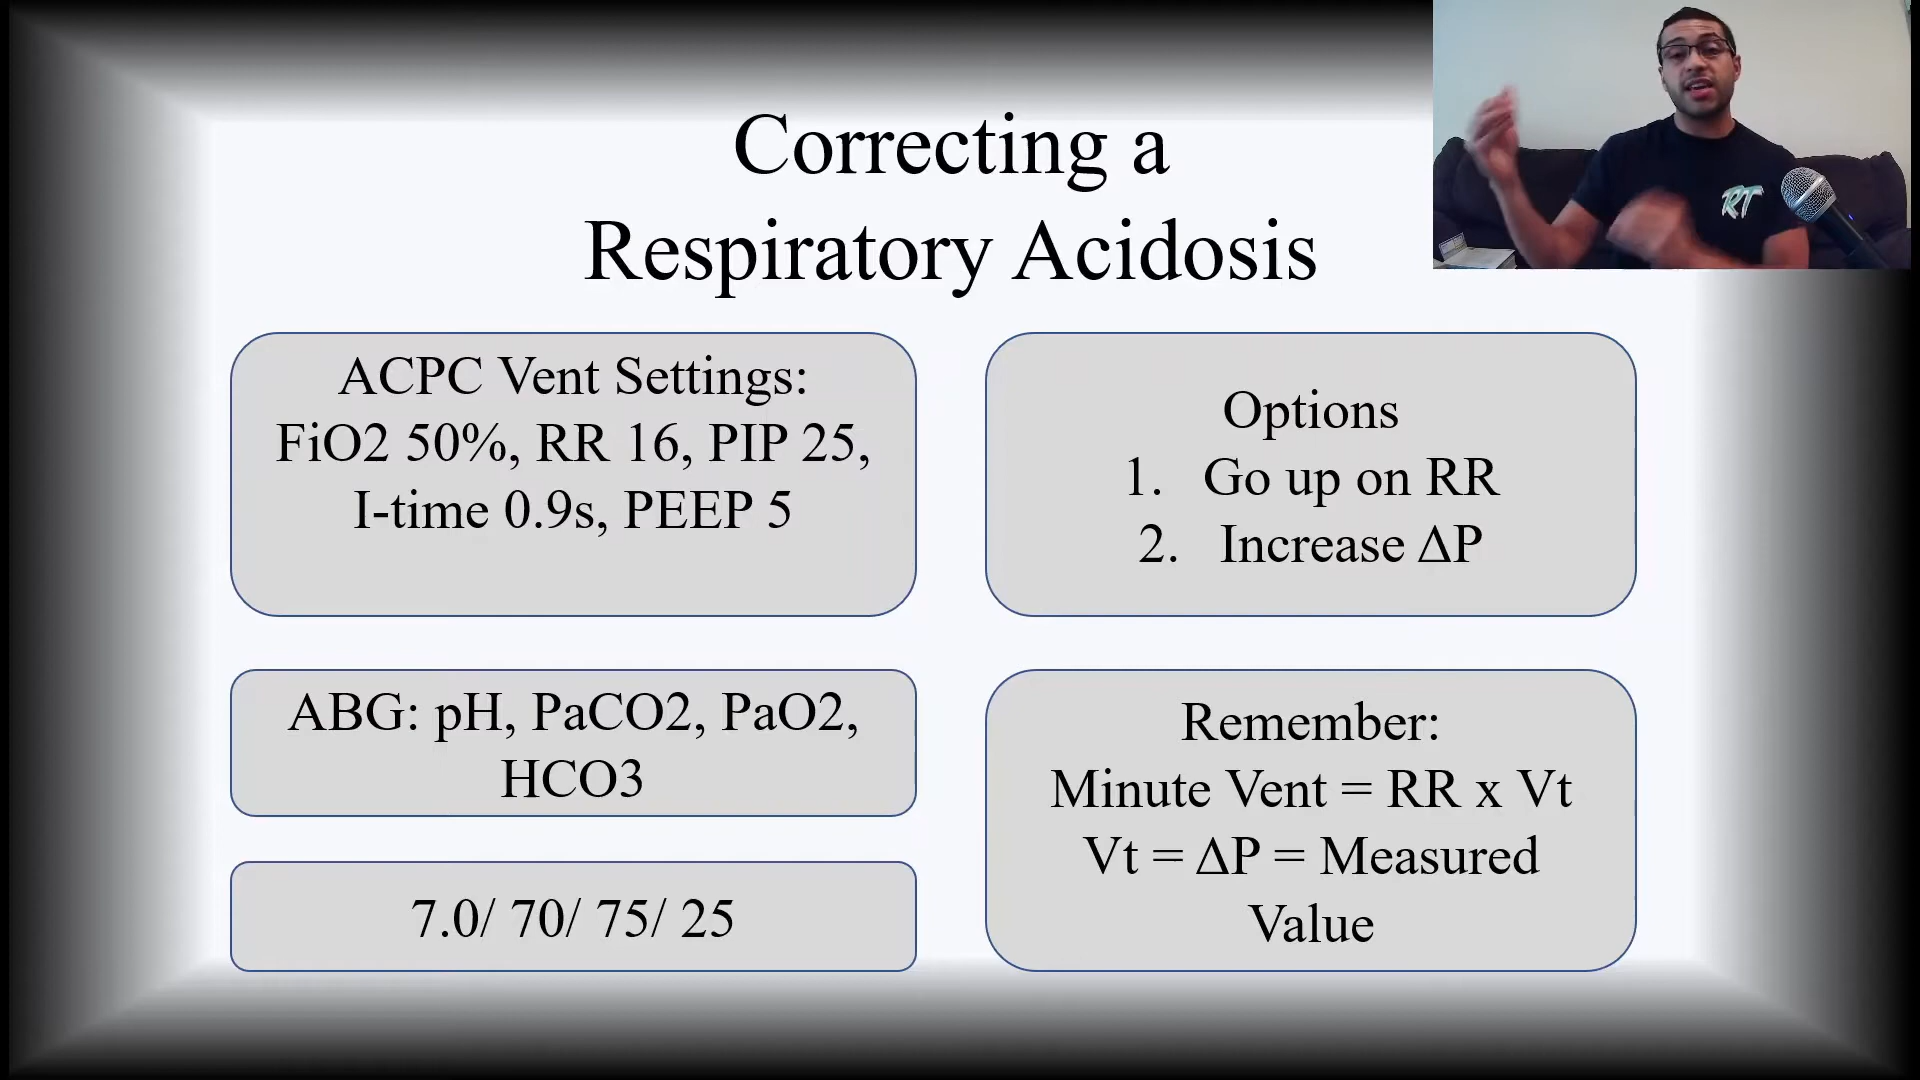 Correcting a
Respiratory Acidosis
RT
ACPC Vent Settings:
FiO2 50%, RR 16, PIP 25,
I-time 0.9s, PEEP 5
Options
1. Go up on RR
2. Increase ΔP
ABG: pH, PaCO2, PaO2,
HCO3
7.0/ 70/ 75/ 25
Remember:
Minute Vent = RR x Vt
Vt = ΔP = Measured
Value